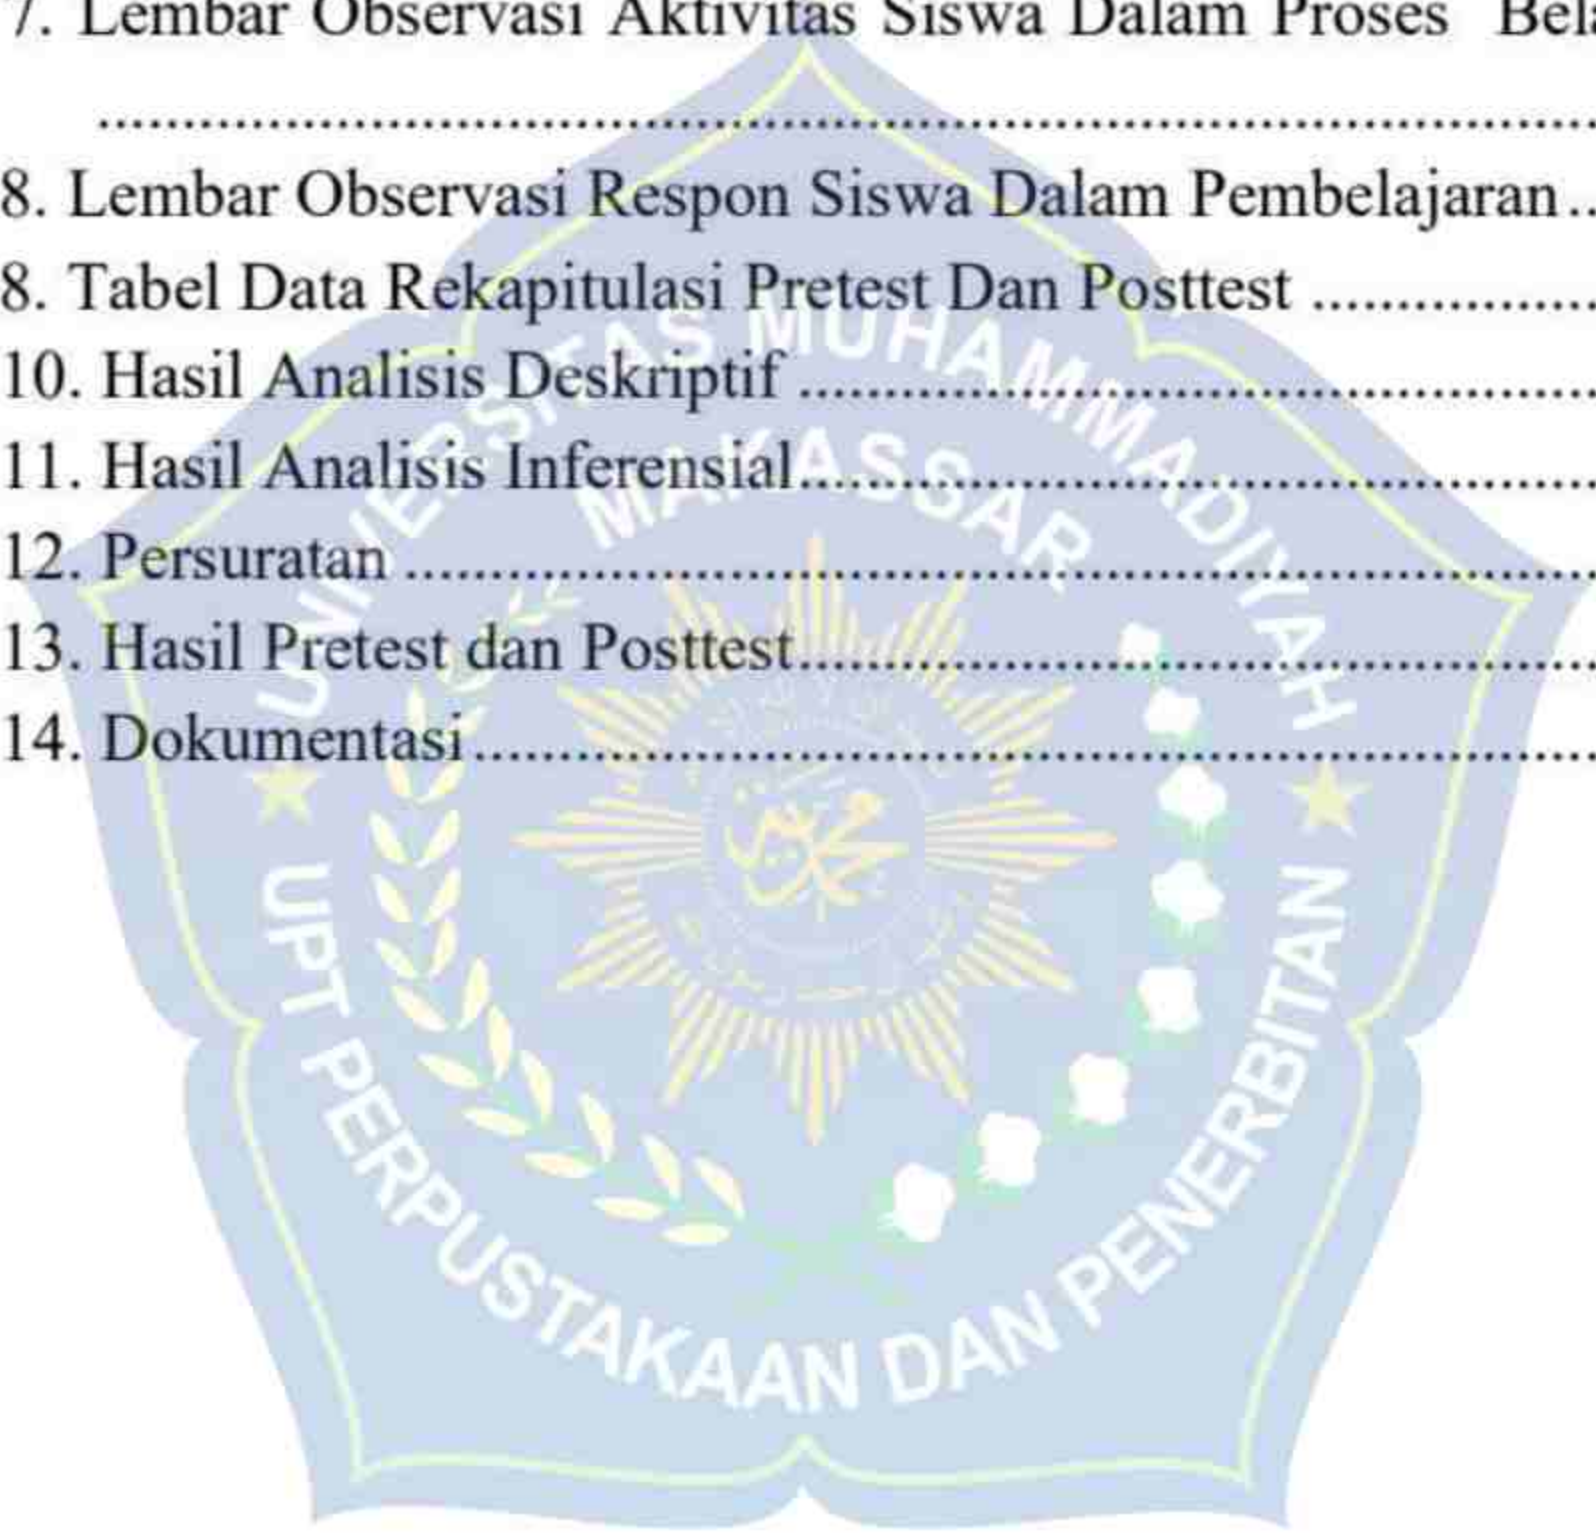 7. Lembar Observasi Aktivitas Siswa Dalam Proses Bela
........................................................................................
8. Lembar Observasi Respon Siswa Dalam Pembelajaran..
8. Tabel Data Rekapitulasi Pretest Dan Posttest .................
10. Hasil Analisis Deskriptif .................................................
11. Hasil Analisis Inferensial.................................................
12. Persuratan .........................................................................
13. Hasil Pretest dan Posttest.................................................
14. Dokumentasi.....................................................................
UNIVERSITAS MUHAMMADIYAH
MAKASSAR
UPT PERPUSTAKAAN DAN PENERBITAN